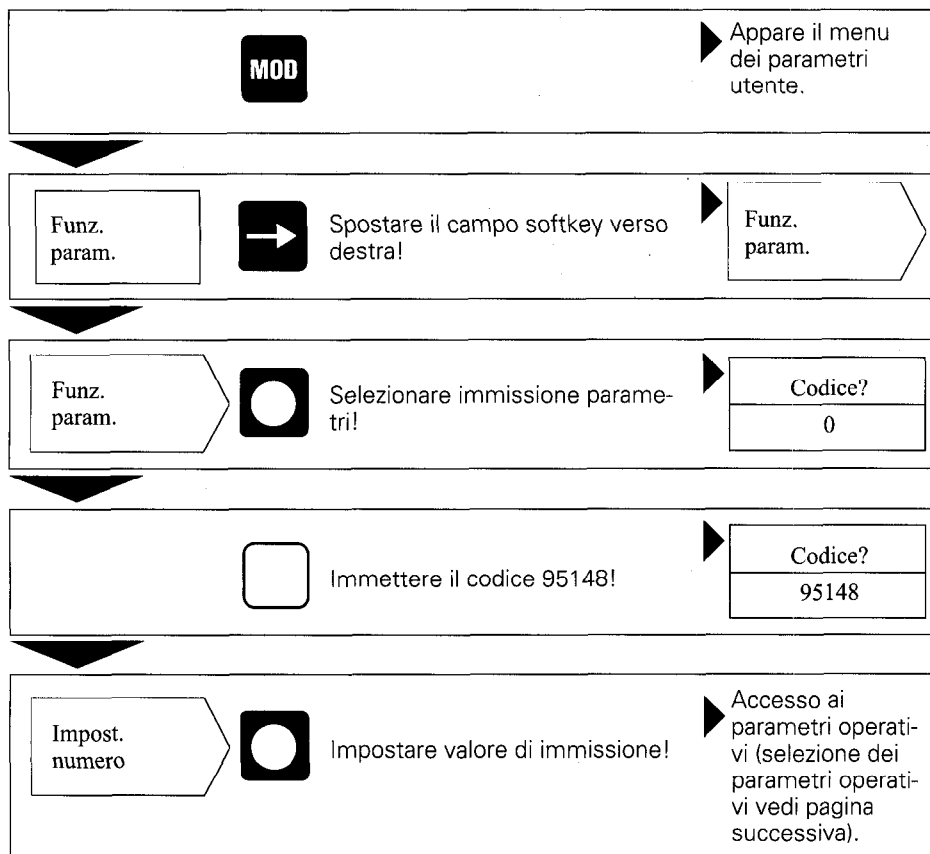 MOD
Appare il menu
dei parametri
utente.
Funz.
param.
Spostare il campo softkey verso
destra!
Funz.
param.
Funz.
param.
Selezionare immissione parame-
tri!
Codice?
0
Immettere il codice 95148!
Codice?
95148
Impost.
numero
Impostare valore di immissione!
Accesso ai
parametri operati-
vi (selezione dei
parametri operati-
vi vedi pagina
successiva).